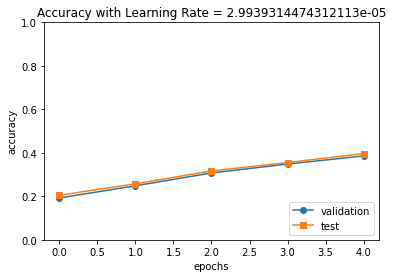 Accuracy with Learning Rate = 2.9939314474312113e-05
1.0
0.8
0.6
0.4
0.2
0.0
accuracy
0.0 0.5 1.0 1.5 2.0 2.5 3.0 3.5 4.0
epochs
validation
test